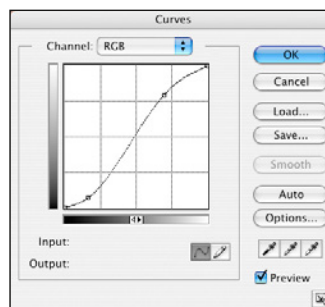 Curves
Channel: RGB
OK
Cancel
Load...
Save...
Smooth
Auto
Options...
Input:
Output:
Preview